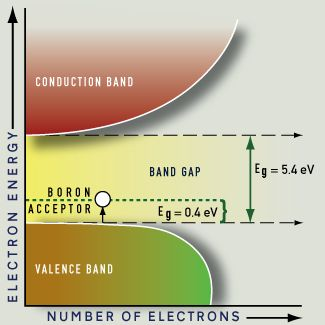 CONDUCTION BAND
BAND GAP
Eg = 5.4 eV
BORON
ACCEPTOR
Eg = 0.4 eV
VALENCE BAND
ELECTRON ENERGY
NUMBER OF ELECTRONS